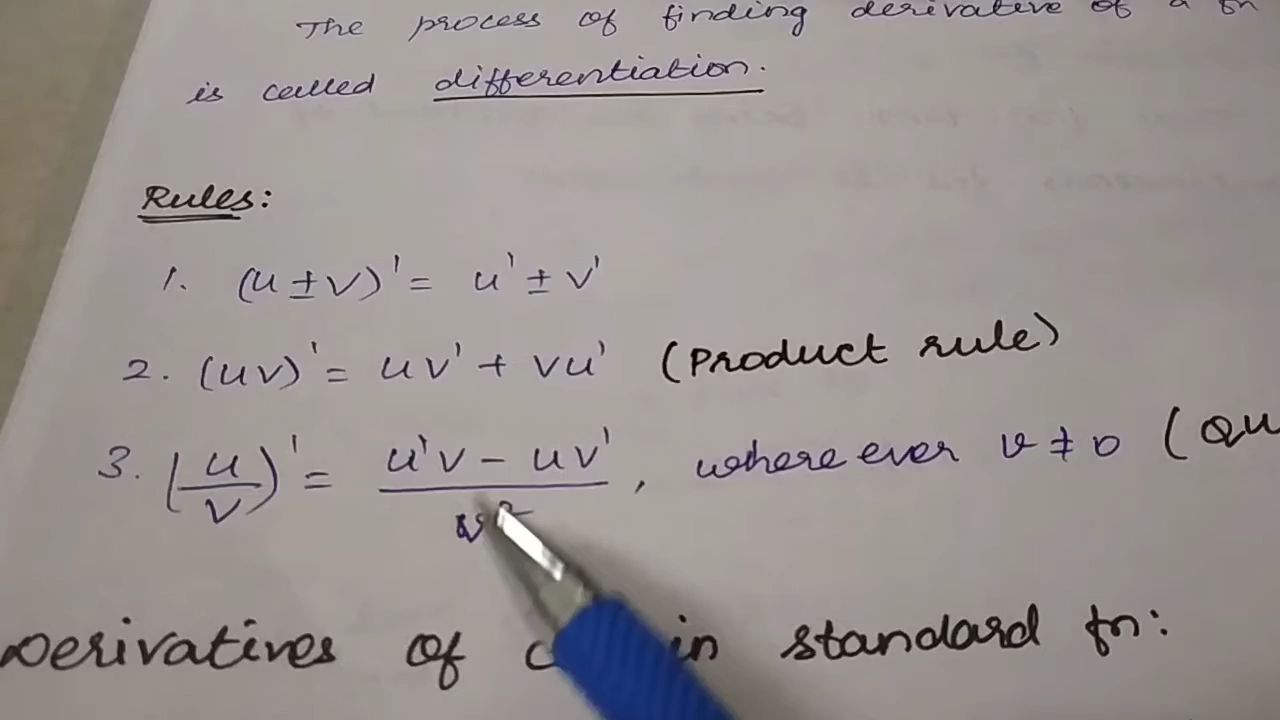 The process of finding derivative of a fn
is called differentiation.
Rules:
1. (u ± v)' = u' ± v'
2. (uv)' = uv' + vu' (Product rule)
3. (u/v)' = u'v - uv' / v², where ever v ≠ 0 (Qu
Derivatives of in standard fn: